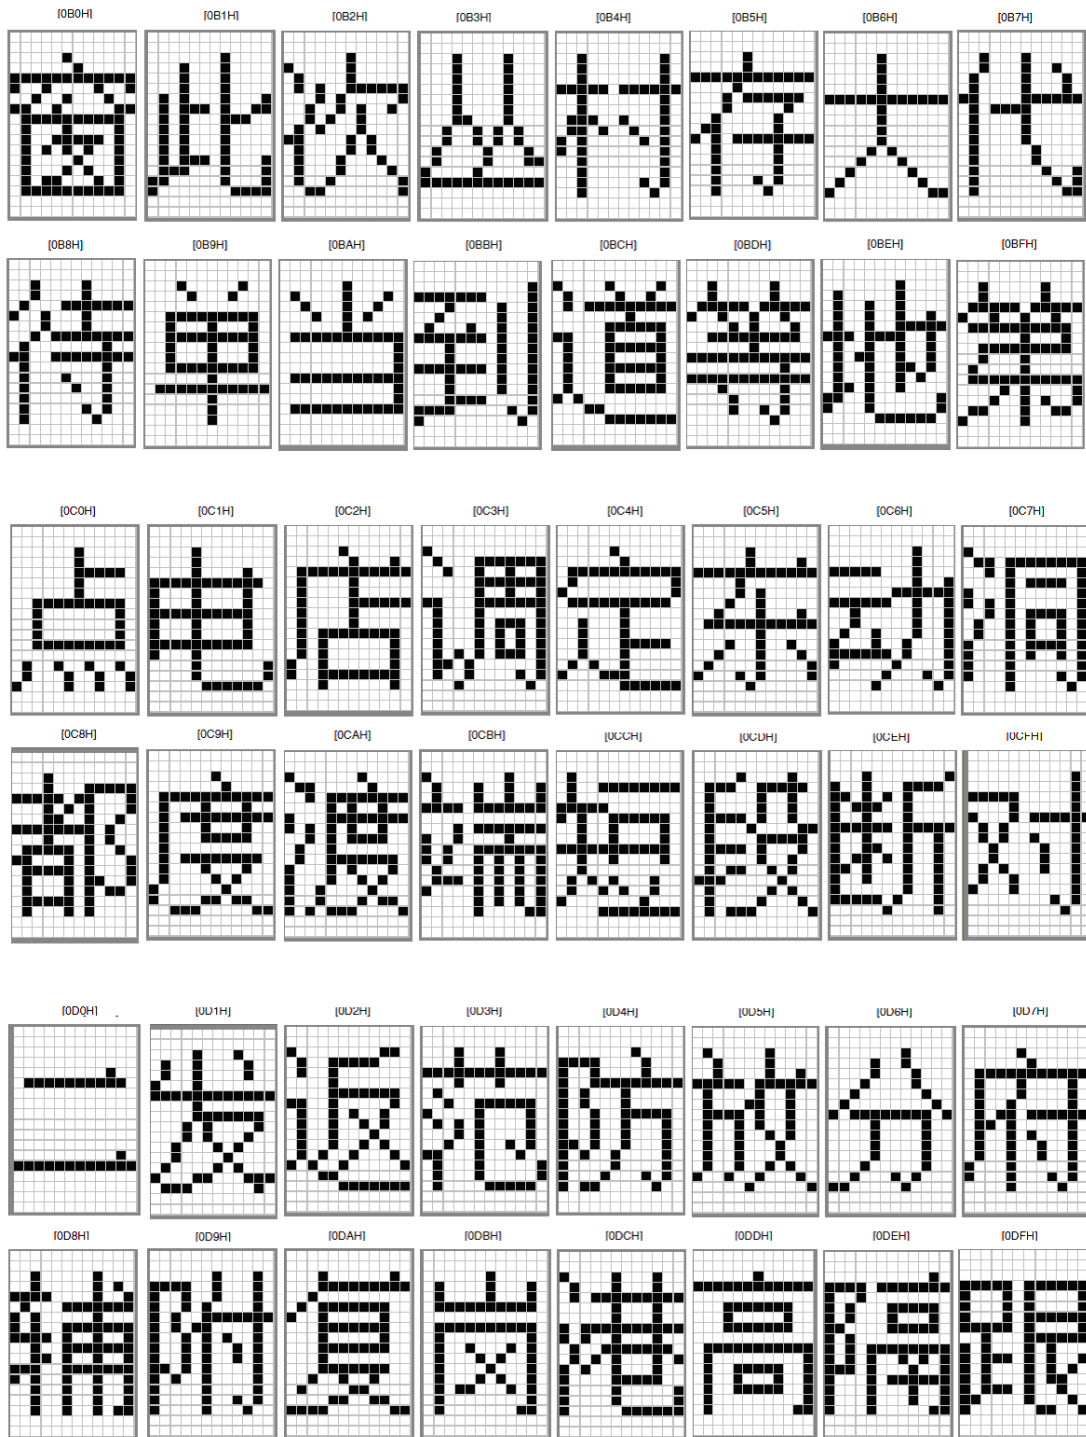 [0B0H] [0B1H] [0B2H] [0B3H] [0B4H] [0B5H] [0B6H] [0B7H]
窗 此 次 丛 村 存 大 代
[0B8H] [0B9H] [0BAH] [0BBH] [0BCH] [0BDH] [0BEH] [0BFH]
待 单 当 到 道 等 地 第
[0C0H] [0C1H] [0C2H] [0C3H] [0C4H] [0C5H] [0C6H] [0C7H]
点 电 店 调 定 东 动 洞
[0C8H] [0C9H] [0CAH] [0CBH] [0CCH] [0CDH] [0CEH] [0CFH]
都 度 渡 端 短 段 断 对
[0D0H] [0D1H] [0D2H] [0D3H] [0D4H] [0D5H] [0D6H] [0D7H]
二 发 返 范 防 放 分 府
[0D8H] [0D9H] [0DAH] [0DBH] [0DCH] [0DDH] [0DEH] [0DFH]
辅 附 复 岗 港 高 隔 跟